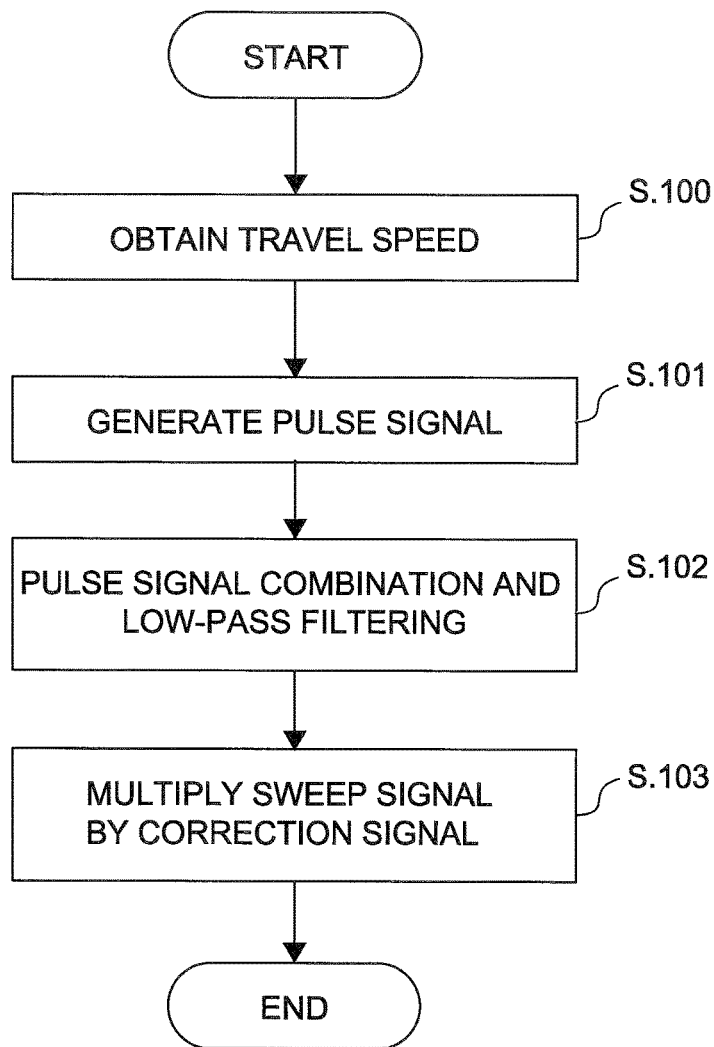 START
S.100
OBTAIN TRAVEL SPEED
S.101
GENERATE PULSE SIGNAL
S.102
PULSE SIGNAL COMBINATION AND
LOW-PASS FILTERING
S.103
MULTIPLY SWEEP SIGNAL
BY CORRECTION SIGNAL
END